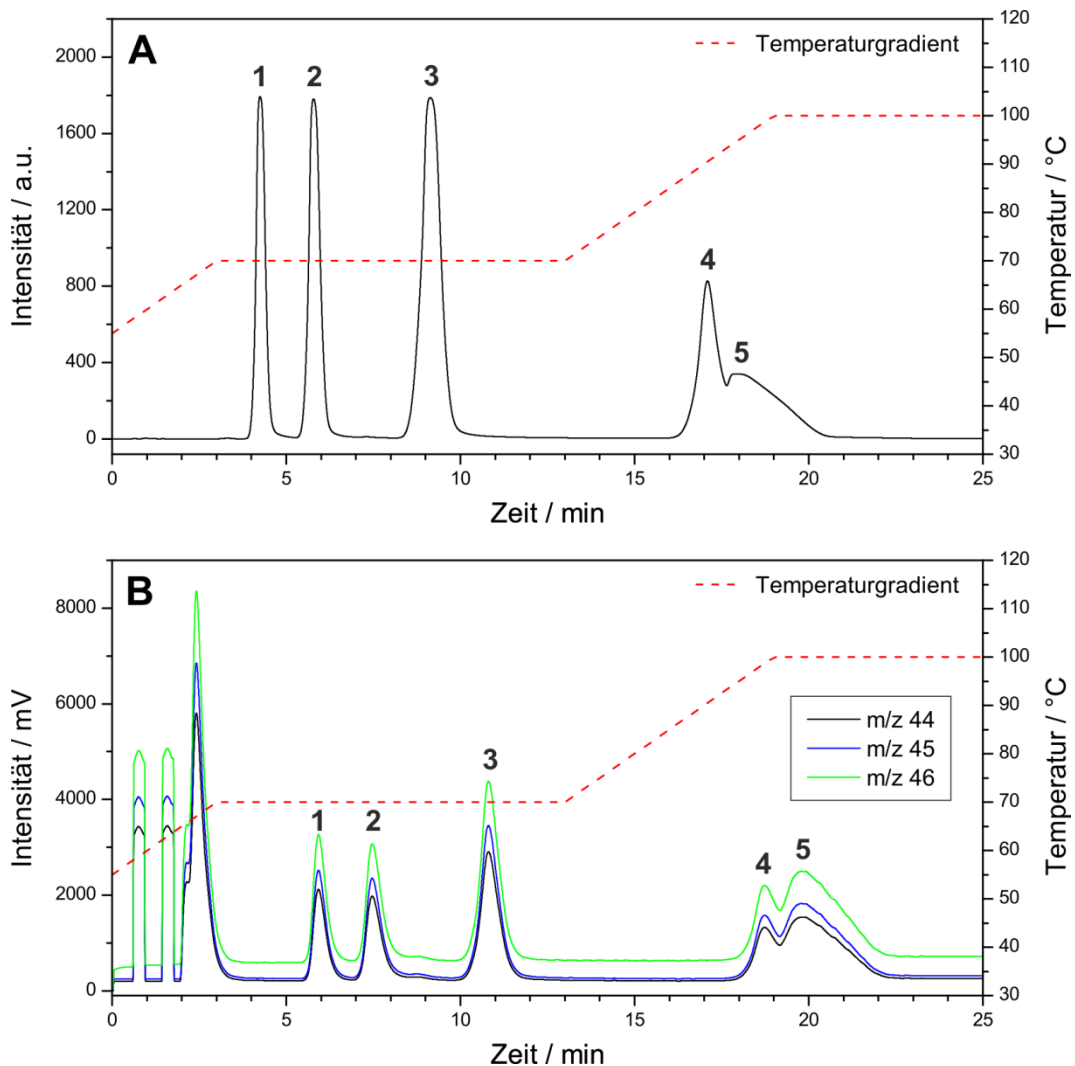 A
Temperaturgradient
1 2 3
4
5
Intensität / a.u.
0 400 800 1200 1600 2000
Temperatur / °C
30 40 50 60 70 80 90 100 110 120
0 5 10 15 20 25
Zeit / min
B
Temperaturgradient
m/z 44
m/z 45
m/z 46
1 2 3 4 5
Intensität / mV
0 2000 4000 6000 8000
Temperatur / °C
30 40 50 60 70 80 90 100 110 120
0 5 10 15 20 25
Zeit / min